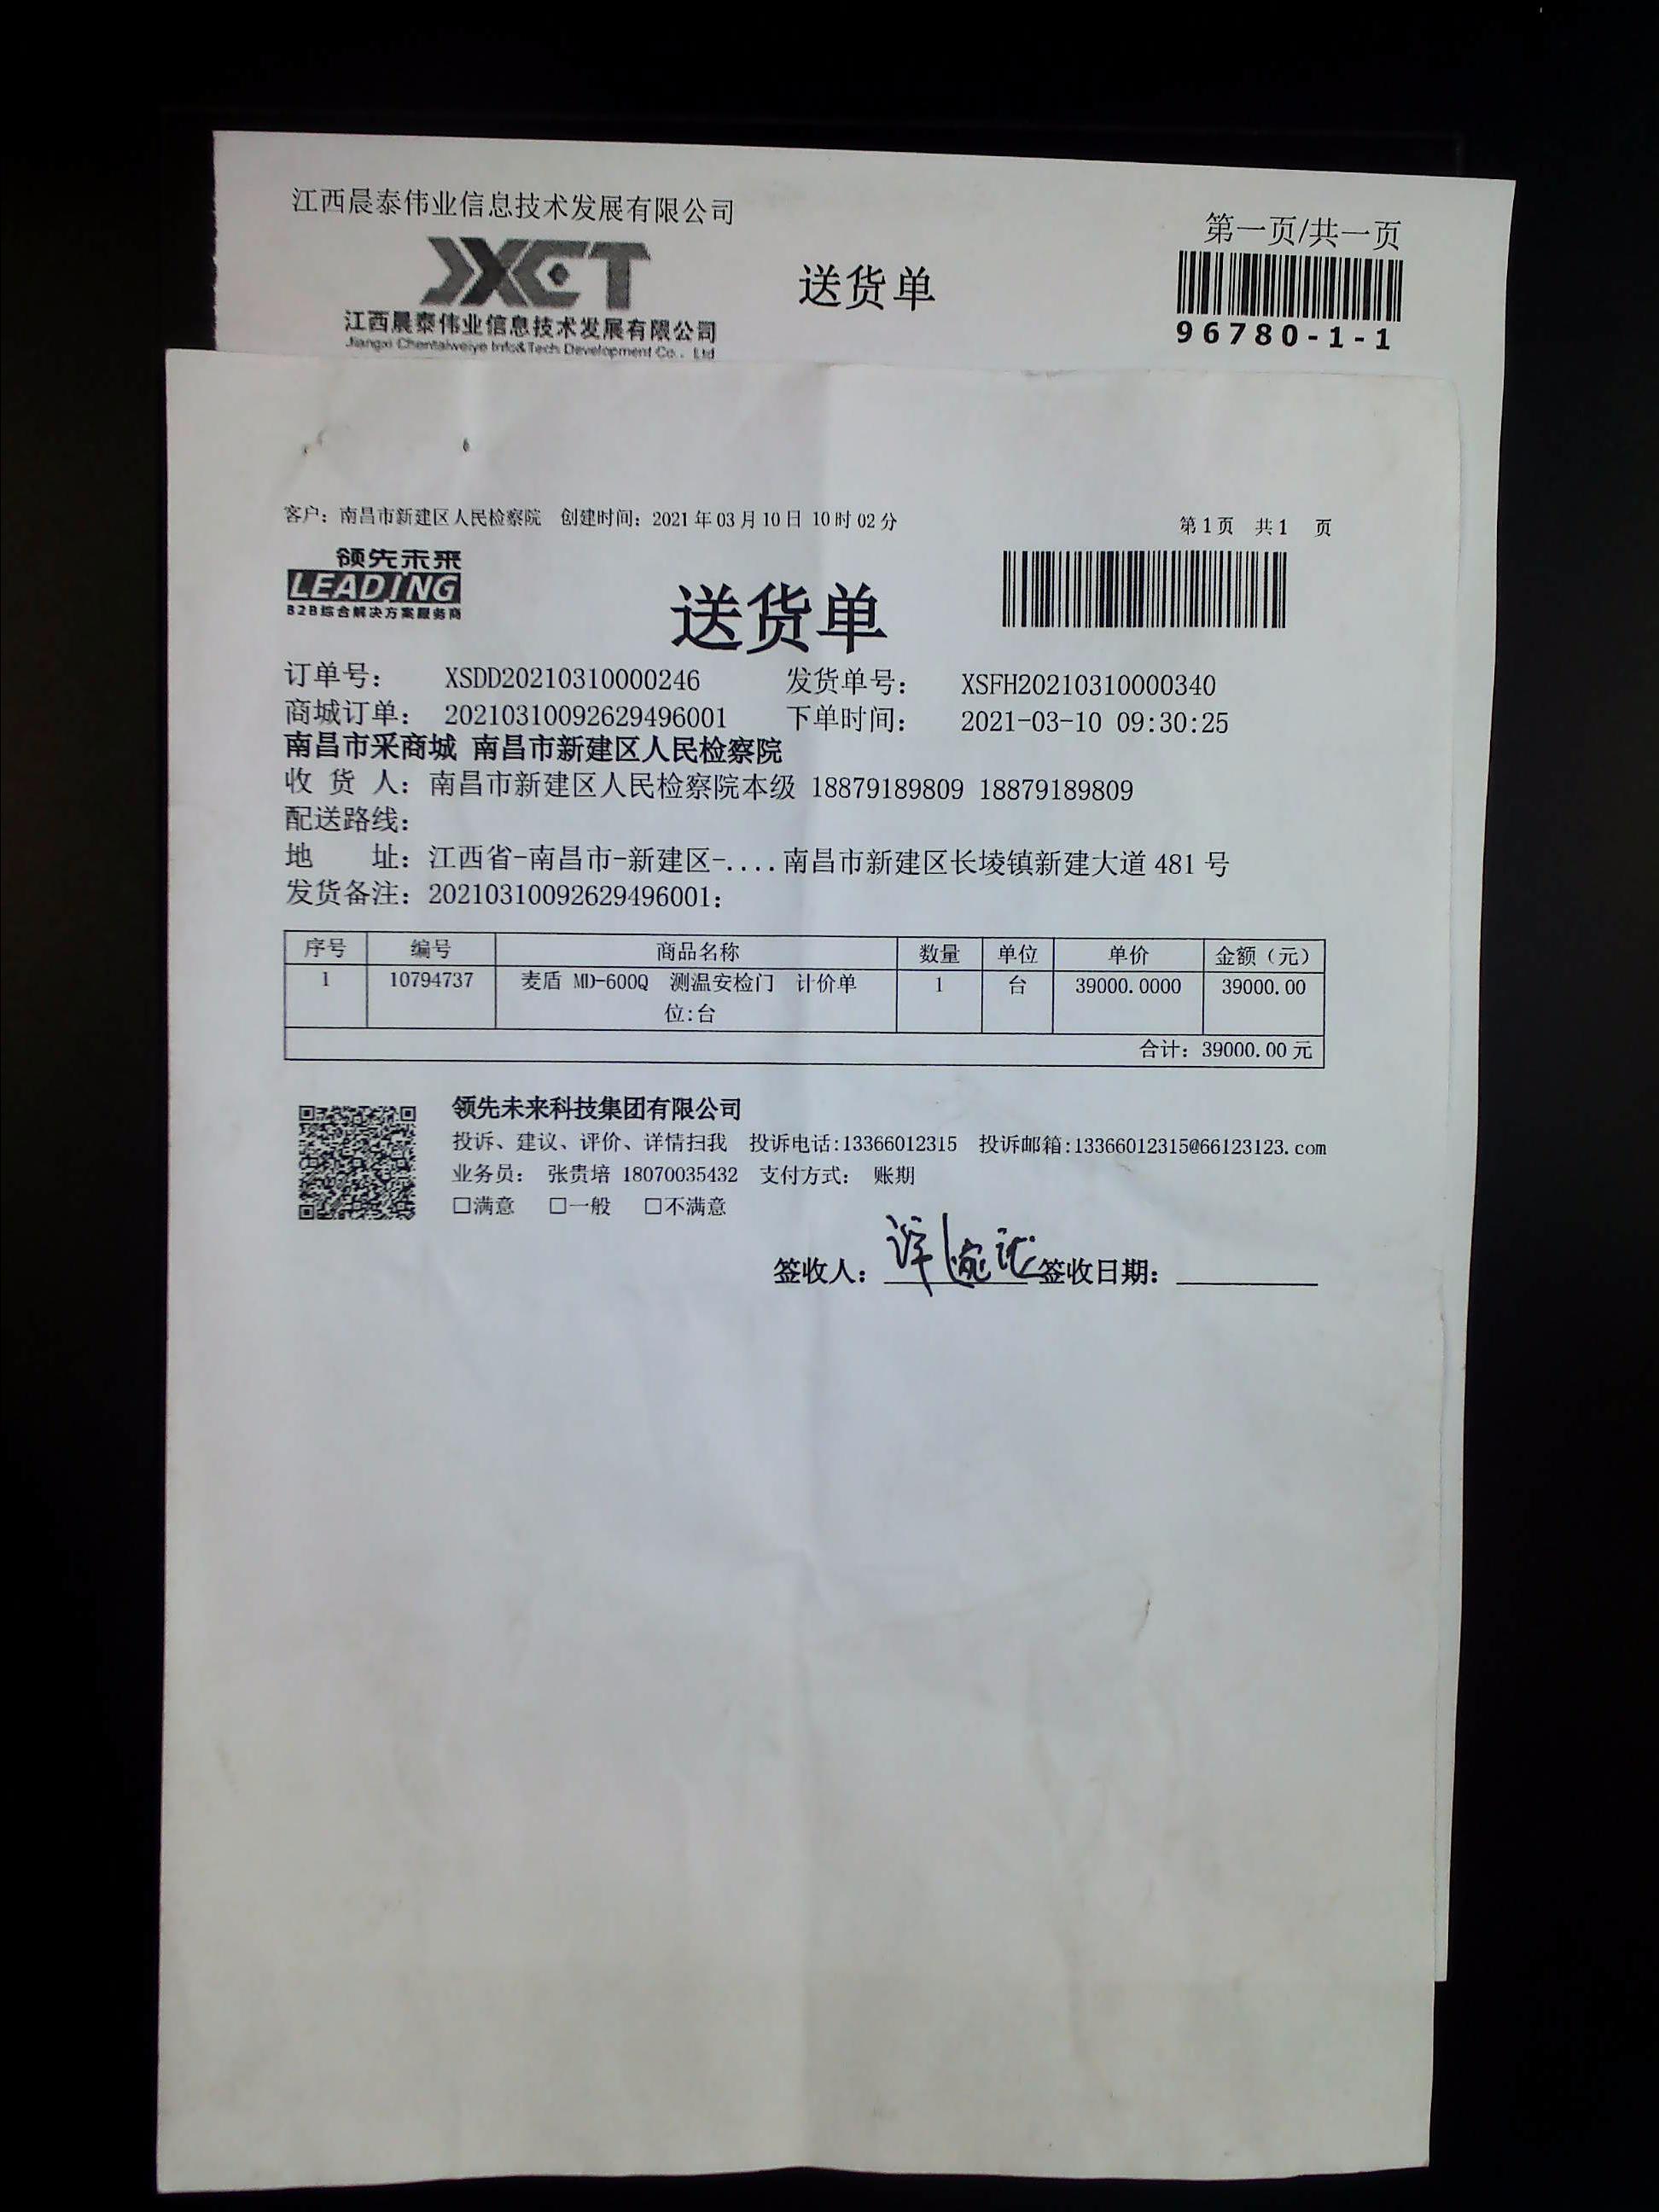 江西晨泰伟业信息技术发展有限公司
第一页/共一页
JXCT
送货单
江西晨泰伟业信息技术发展有限公司
Jiangxi Chentaiweiye Info&Tech Development Co., Ltd
96780-1-1
客户：南昌市新建区人民检察院 创建时间：2021年03月10日 10时02分
第1页 共1 页
领先未来
LEADING
B2B综合解决方案服务商
送货单
订单号： XSDD20210310000246 发货单号： XSFH20210310000340
商城订单： 20210310092629496001 下单时间： 2021-03-10 09:30:25
南昌市采商城 南昌市新建区人民检察院
收 货 人：南昌市新建区人民检察院本级 18879189809 18879189809
配送路线：
地 址：江西省-南昌市-新建区-....南昌市新建区长堎镇新建大道481号
发货备注：20210310092629496001：
序号 编号 商品名称 数量 单位 单价 金额（元）
1 10794737 麦盾 MD-600Q 测温安检门 计价单 1 台 39000.0000 39000.00
位:台
合计：39000.00元
领先未来科技集团有限公司
投诉、建议、评价、详情扫我 投诉电话:13366012315 投诉邮箱:13366012315@66123123.com
业务员： 张贵培 18070035432 支付方式： 账期
□满意 □一般 □不满意
签收人： 签收日期：